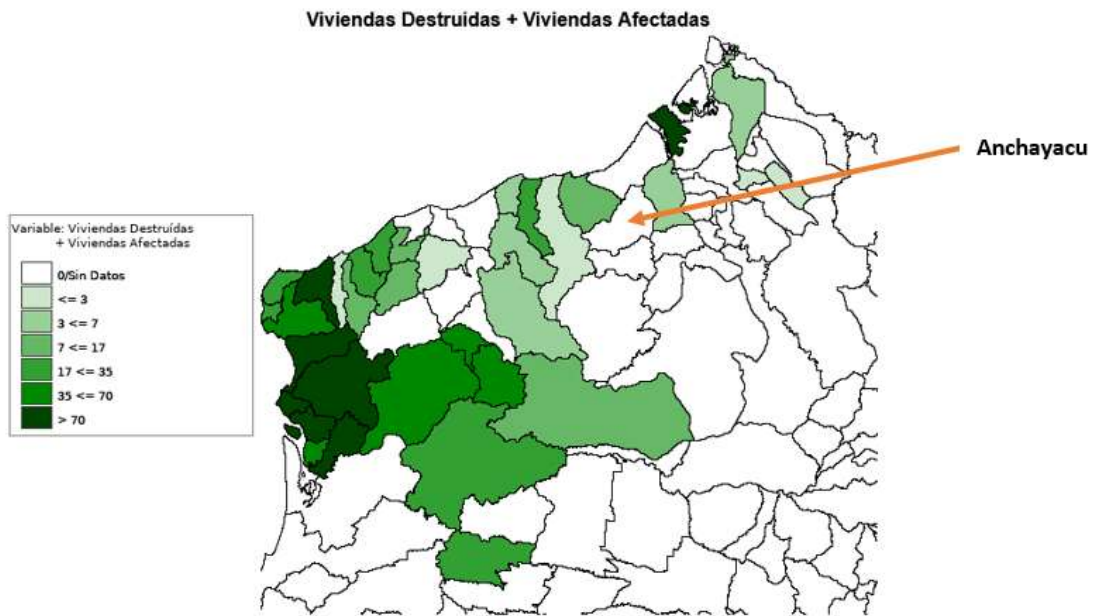 Viviendas Destruidas + Viviendas Afectadas
Anchayacu
Variable: Viviendas Destruídas
+ Viviendas Afectadas
0/Sin Datos
<= 3
3 <= 7
7 <= 17
17 <= 35
35 <= 70
> 70